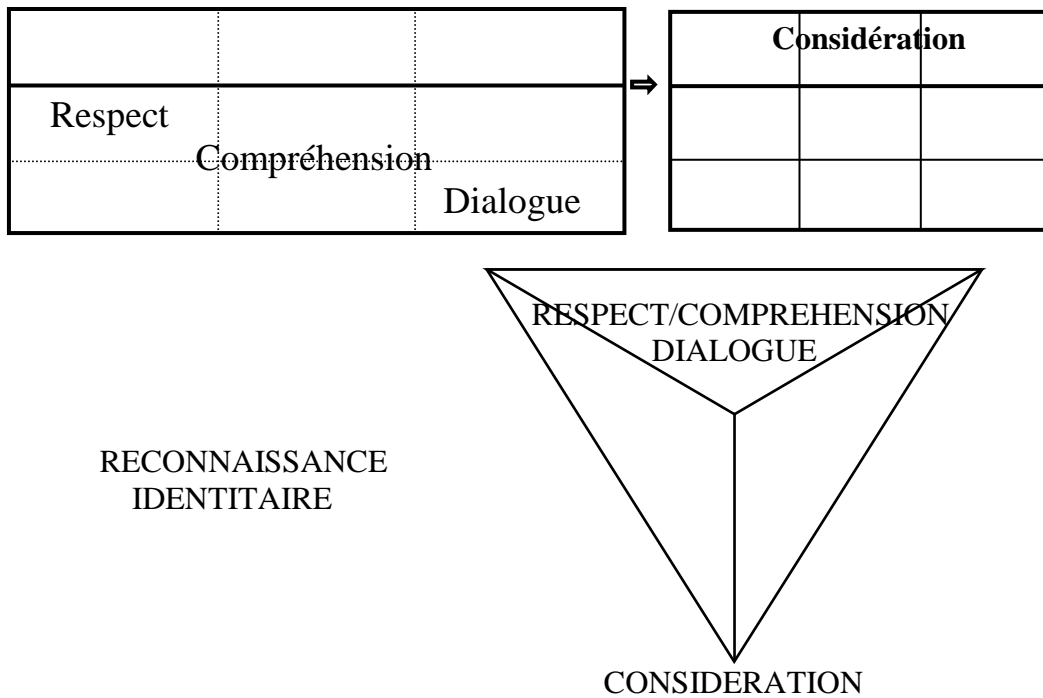 Considération
Respect
Compréhension
Dialogue
RESPECT/COMPREHENSION
DIALOGUE
RECONNAISSANCE
IDENTITAIRE
CONSIDERATION